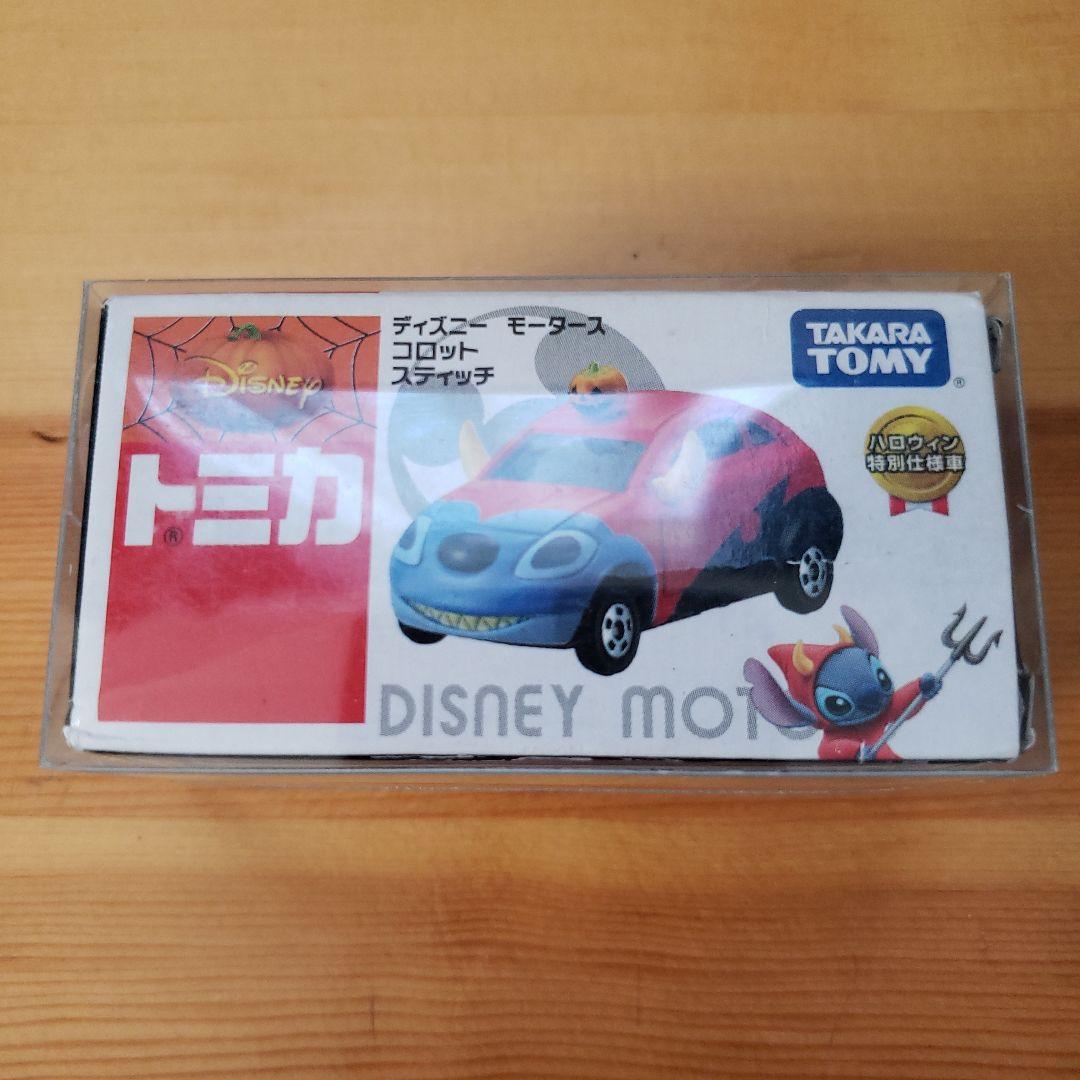 DISNEY
トミカ
®
ディズニー モータース
コロット
スティッチ
TAKARA
TOMY
®
ハロウィン
特別仕様車
DISNEY MOTO